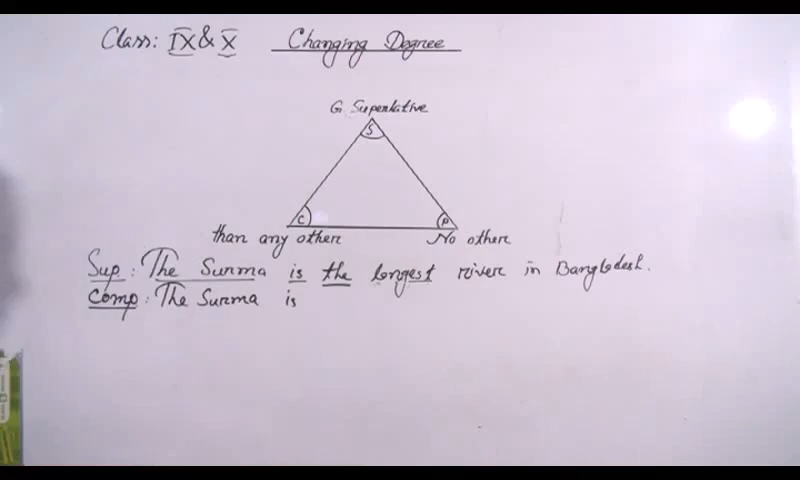 Class: IX & X Changing Degree
G. Superlative
S
C P
than any other No other
Sup: The Surma is the longest river in Bangladesh.
Comp: The Surma is